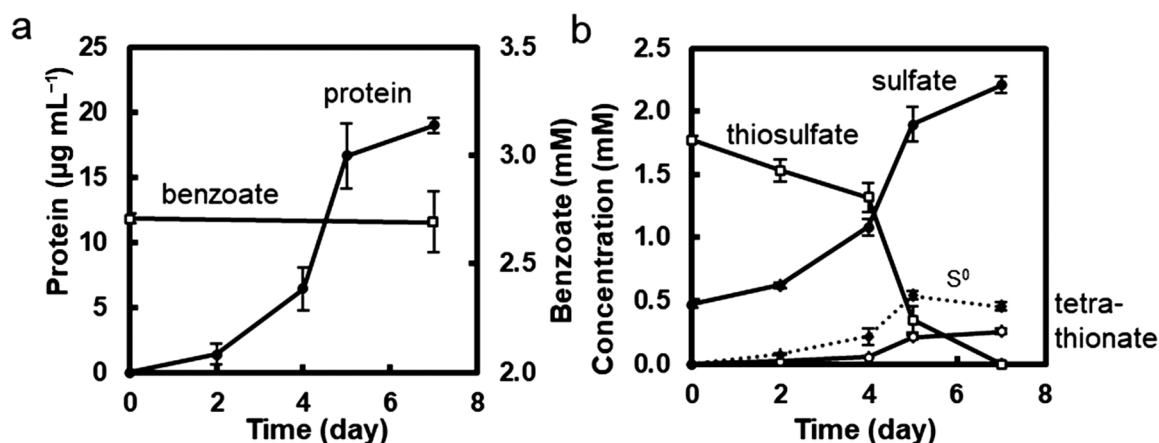 a
25
20
15
10
5
0
Protein (µg mL⁻¹)
protein
benzoate
3.5
3.0
2.5
2.0
Benzoate (mM)
0 2 4 6 8
Time (day)
b
2.5
2.0
1.5
1.0
0.5
0.0
Concentration (mM)
sulfate
thiosulfate
S⁰
tetra-
thionate
0 2 4 6 8
Time (day)